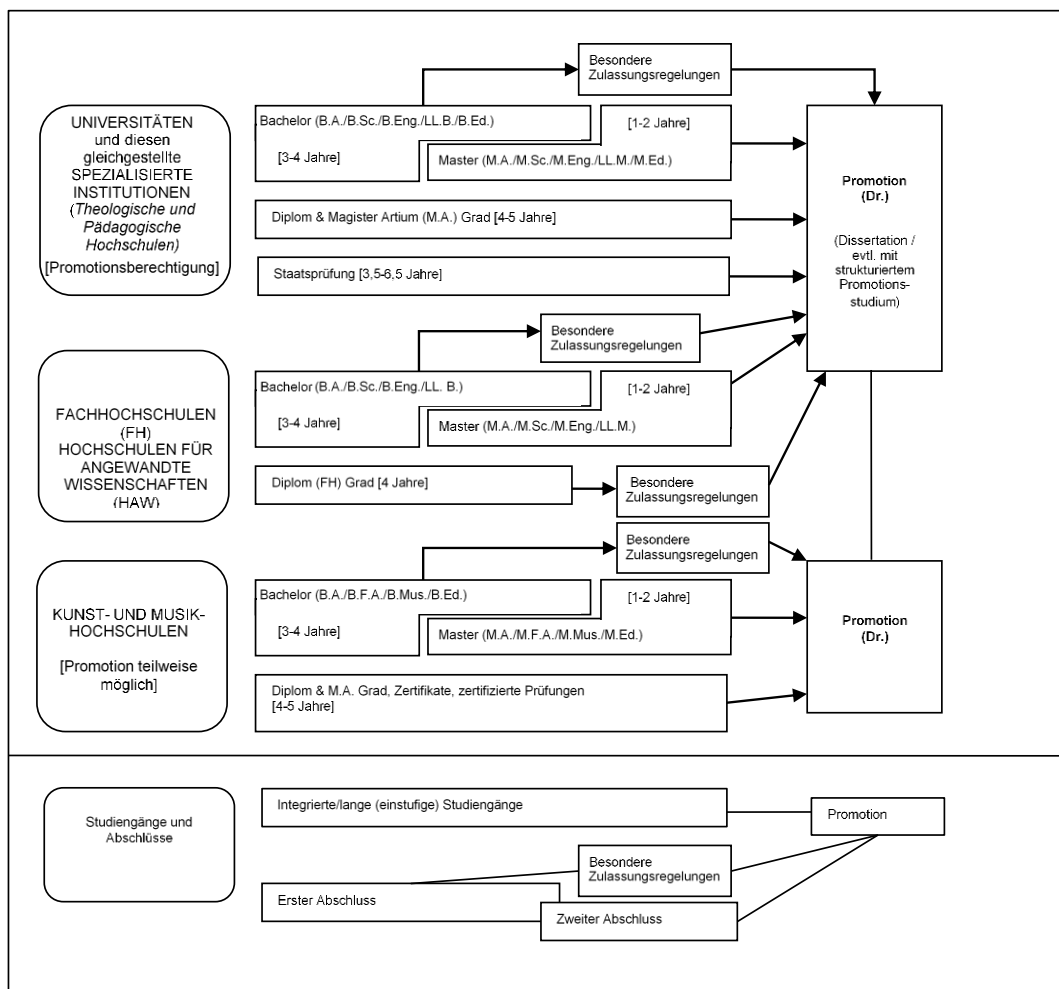 Besondere
Zulassungsregelungen
UNIVERSITÄTEN
und diesen
gleichgestellte
SPEZIALISIERTE
INSTITUTIONEN
(Theologische und
Pädagogische
Hochschulen)
[Promotionsberechtigung]
Bachelor (B.A./B.Sc./B.Eng./LL.B./B.Ed.)
[3-4 Jahre]
[1-2 Jahre]
Master (M.A./M.Sc./M.Eng./LL.M./M.Ed.)
Diplom & Magister Artium (M.A.) Grad [4-5 Jahre]
Staatsprüfung [3,5-6,5 Jahre]
Promotion
(Dr.)
(Dissertation /
evtl. mit
strukturiertem
Promotions-
studium)
Besondere
Zulassungsregelungen
FACHHOCHSCHULEN
(FH)
HOCHSCHULEN FÜR
ANGEWANDTE
WISSENSCHAFTEN
(HAW)
Bachelor (B.A./B.Sc./B.Eng./LL. B.)
[3-4 Jahre]
[1-2 Jahre]
Master (M.A./M.Sc./M.Eng./LL.M.)
Diplom (FH) Grad [4 Jahre]
Besondere
Zulassungsregelungen
Besondere
Zulassungsregelungen
KUNST- UND MUSIK-
HOCHSCHULEN
[Promotion teilweise
möglich]
Bachelor (B.A./B.F.A./B.Mus./B.Ed.)
[3-4 Jahre]
[1-2 Jahre]
Master (M.A./M.F.A./M.Mus./M.Ed.)
Diplom & M.A. Grad, Zertifikate, zertifizierte Prüfungen
[4-5 Jahre]
Promotion
(Dr.)
Studiengänge und
Abschlüsse
Integrierte/lange (einstufige) Studiengänge
Promotion
Besondere
Zulassungsregelungen
Erster Abschluss
Zweiter Abschluss